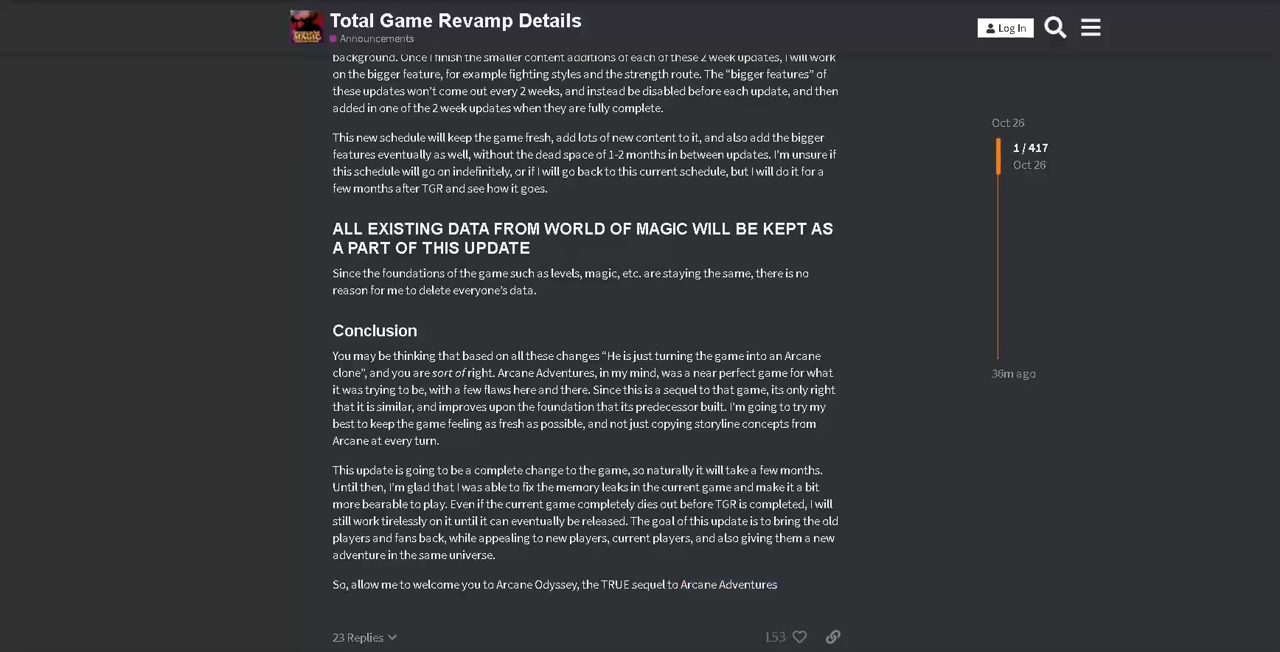 Total Game Revamp Details
Announcements
Log In
background. Once I finish the smaller content additions of each of these 2 week updates, I will work
on the bigger feature, for example fighting styles and the strength route. The “bigger features” of
these updates won’t come out every 2 weeks, and instead be disabled before each update, and then
added in one of the 2 week updates when they are fully complete.
This new schedule will keep the game fresh, add lots of new content to it, and also add the bigger
features eventually as well, without the dead space of 1-2 months in between updates. I’m unsure if
this schedule will go on indefinitely, or if I will go back to this current schedule, but I will do it for a
few months after TGR and see how it goes.
ALL EXISTING DATA FROM WORLD OF MAGIC WILL BE KEPT AS
A PART OF THIS UPDATE
Since the foundations of the game such as levels, magic, etc. are staying the same, there is no
reason for me to delete everyone’s data.
Conclusion
You may be thinking that based on all these changes “He is just turning the game into an Arcane
clone”, and you are sort of right. Arcane Adventures, in my mind, was a near perfect game for what
it was trying to be, with a few flaws here and there. Since this is a sequel to that game, its only right
that it is similar, and improves upon the foundation that its predecessor built. I’m going to try my
best to keep the game feeling as fresh as possible, and not just copying storyline concepts from
Arcane at every turn.
This update is going to be a complete change to the game, so naturally it will take a few months.
Until then, I’m glad that I was able to fix the memory leaks in the current game and make it a bit
more bearable to play. Even if the current game completely dies out before TGR is completed, I will
still work tirelessly on it until it can eventually be released. The goal of this update is to bring the old
players and fans back, while appealing to new players, current players, and also giving them a new
adventure in the same universe.
So, allow me to welcome you to Arcane Odyssey, the TRUE sequel to Arcane Adventures
23 Replies
153
Oct 26
1 / 417
Oct 26
36m ago